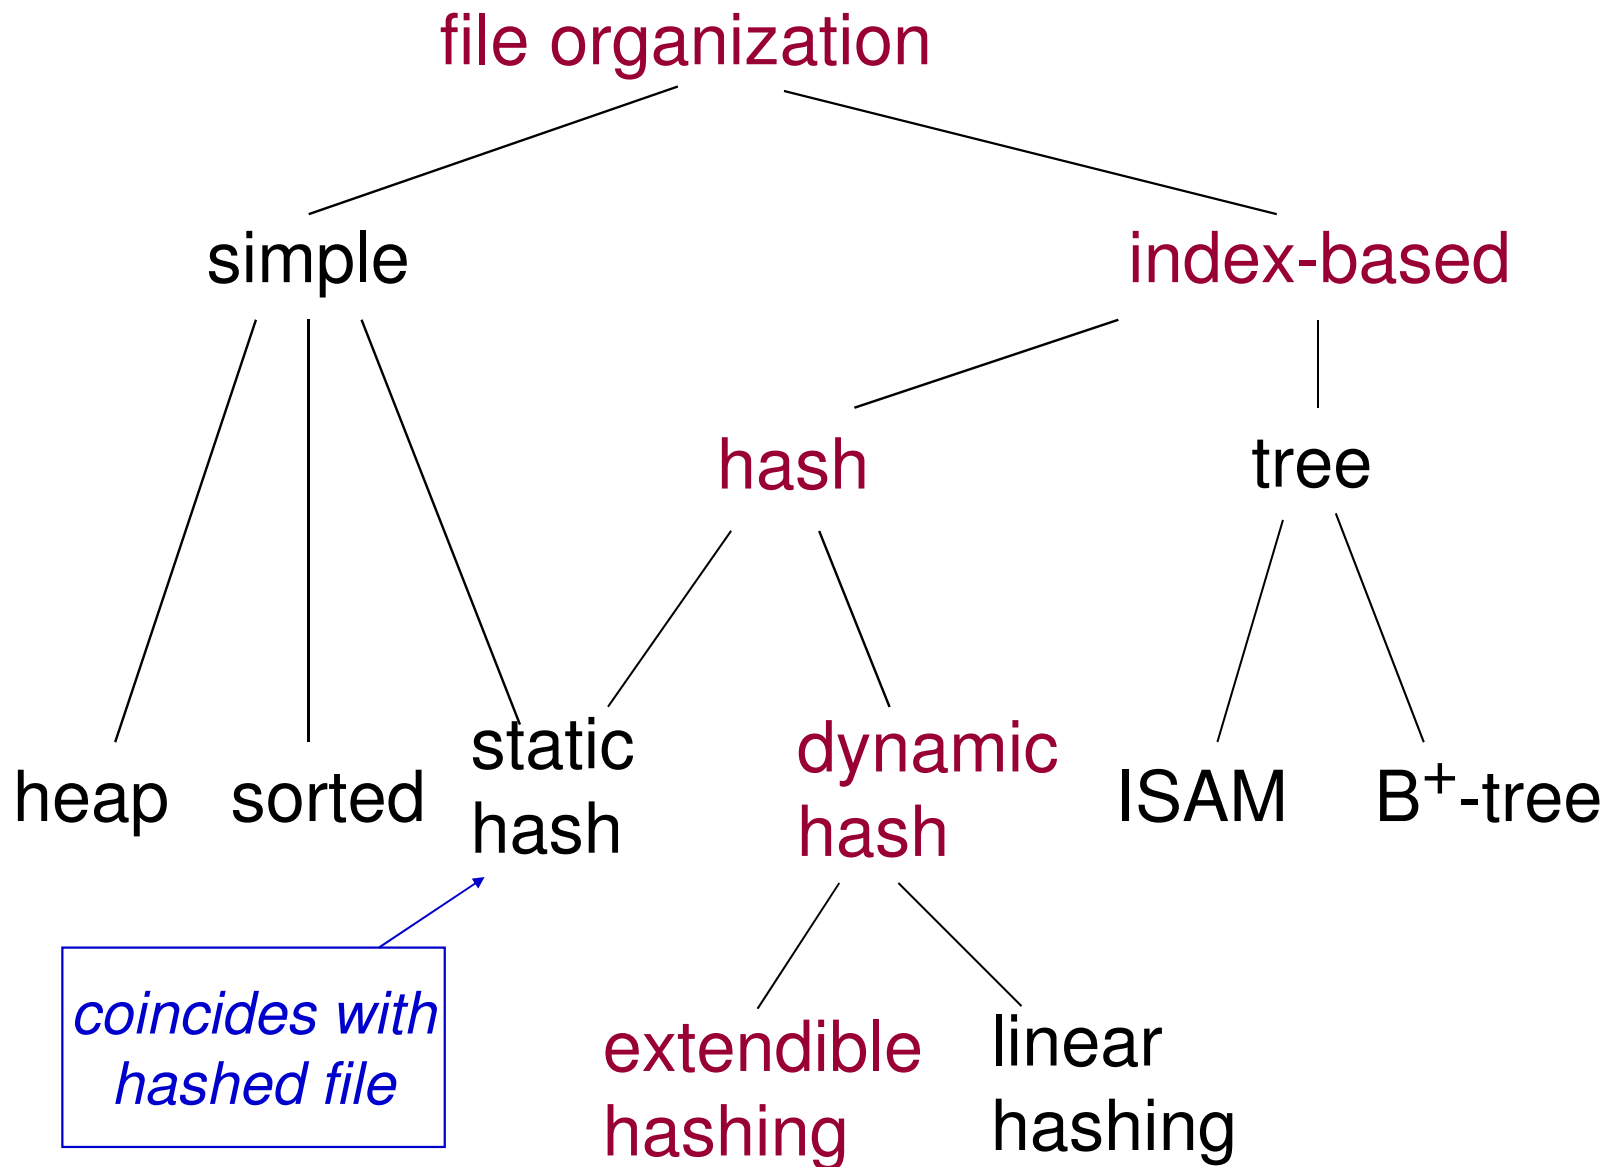 file organization
simple
index-based
hash
tree
heap
sorted
static
hash
dynamic
hash
ISAM
B⁺-tree
coincides with
hashed file
extendible
hashing
linear
hashing